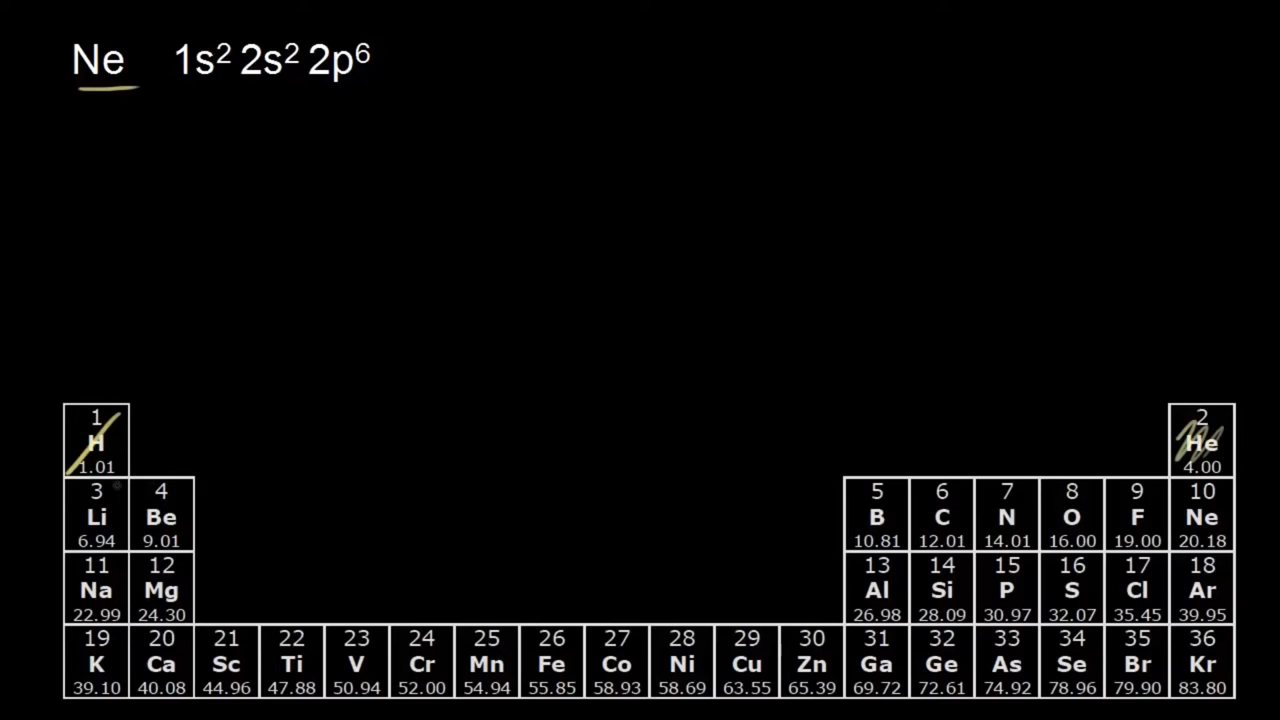 Ne 1s² 2s² 2p⁶
1 2
H He
1.01 4.00
3 4 5 6 7 8 9 10
Li Be B C N O F Ne
6.94 9.01 10.81 12.01 14.01 16.00 19.00 20.18
11 12 13 14 15 16 17 18
Na Mg Al Si P S Cl Ar
22.99 24.30 26.98 28.09 30.97 32.07 35.45 39.95
19 20 21 22 23 24 25 26 27 28 29 30 31 32 33 34 35 36
K Ca Sc Ti V Cr Mn Fe Co Ni Cu Zn Ga Ge As Se Br Kr
39.10 40.08 44.96 47.88 50.94 52.00 54.94 55.85 58.93 58.69 63.55 65.39 69.72 72.61 74.92 78.96 79.90 83.80